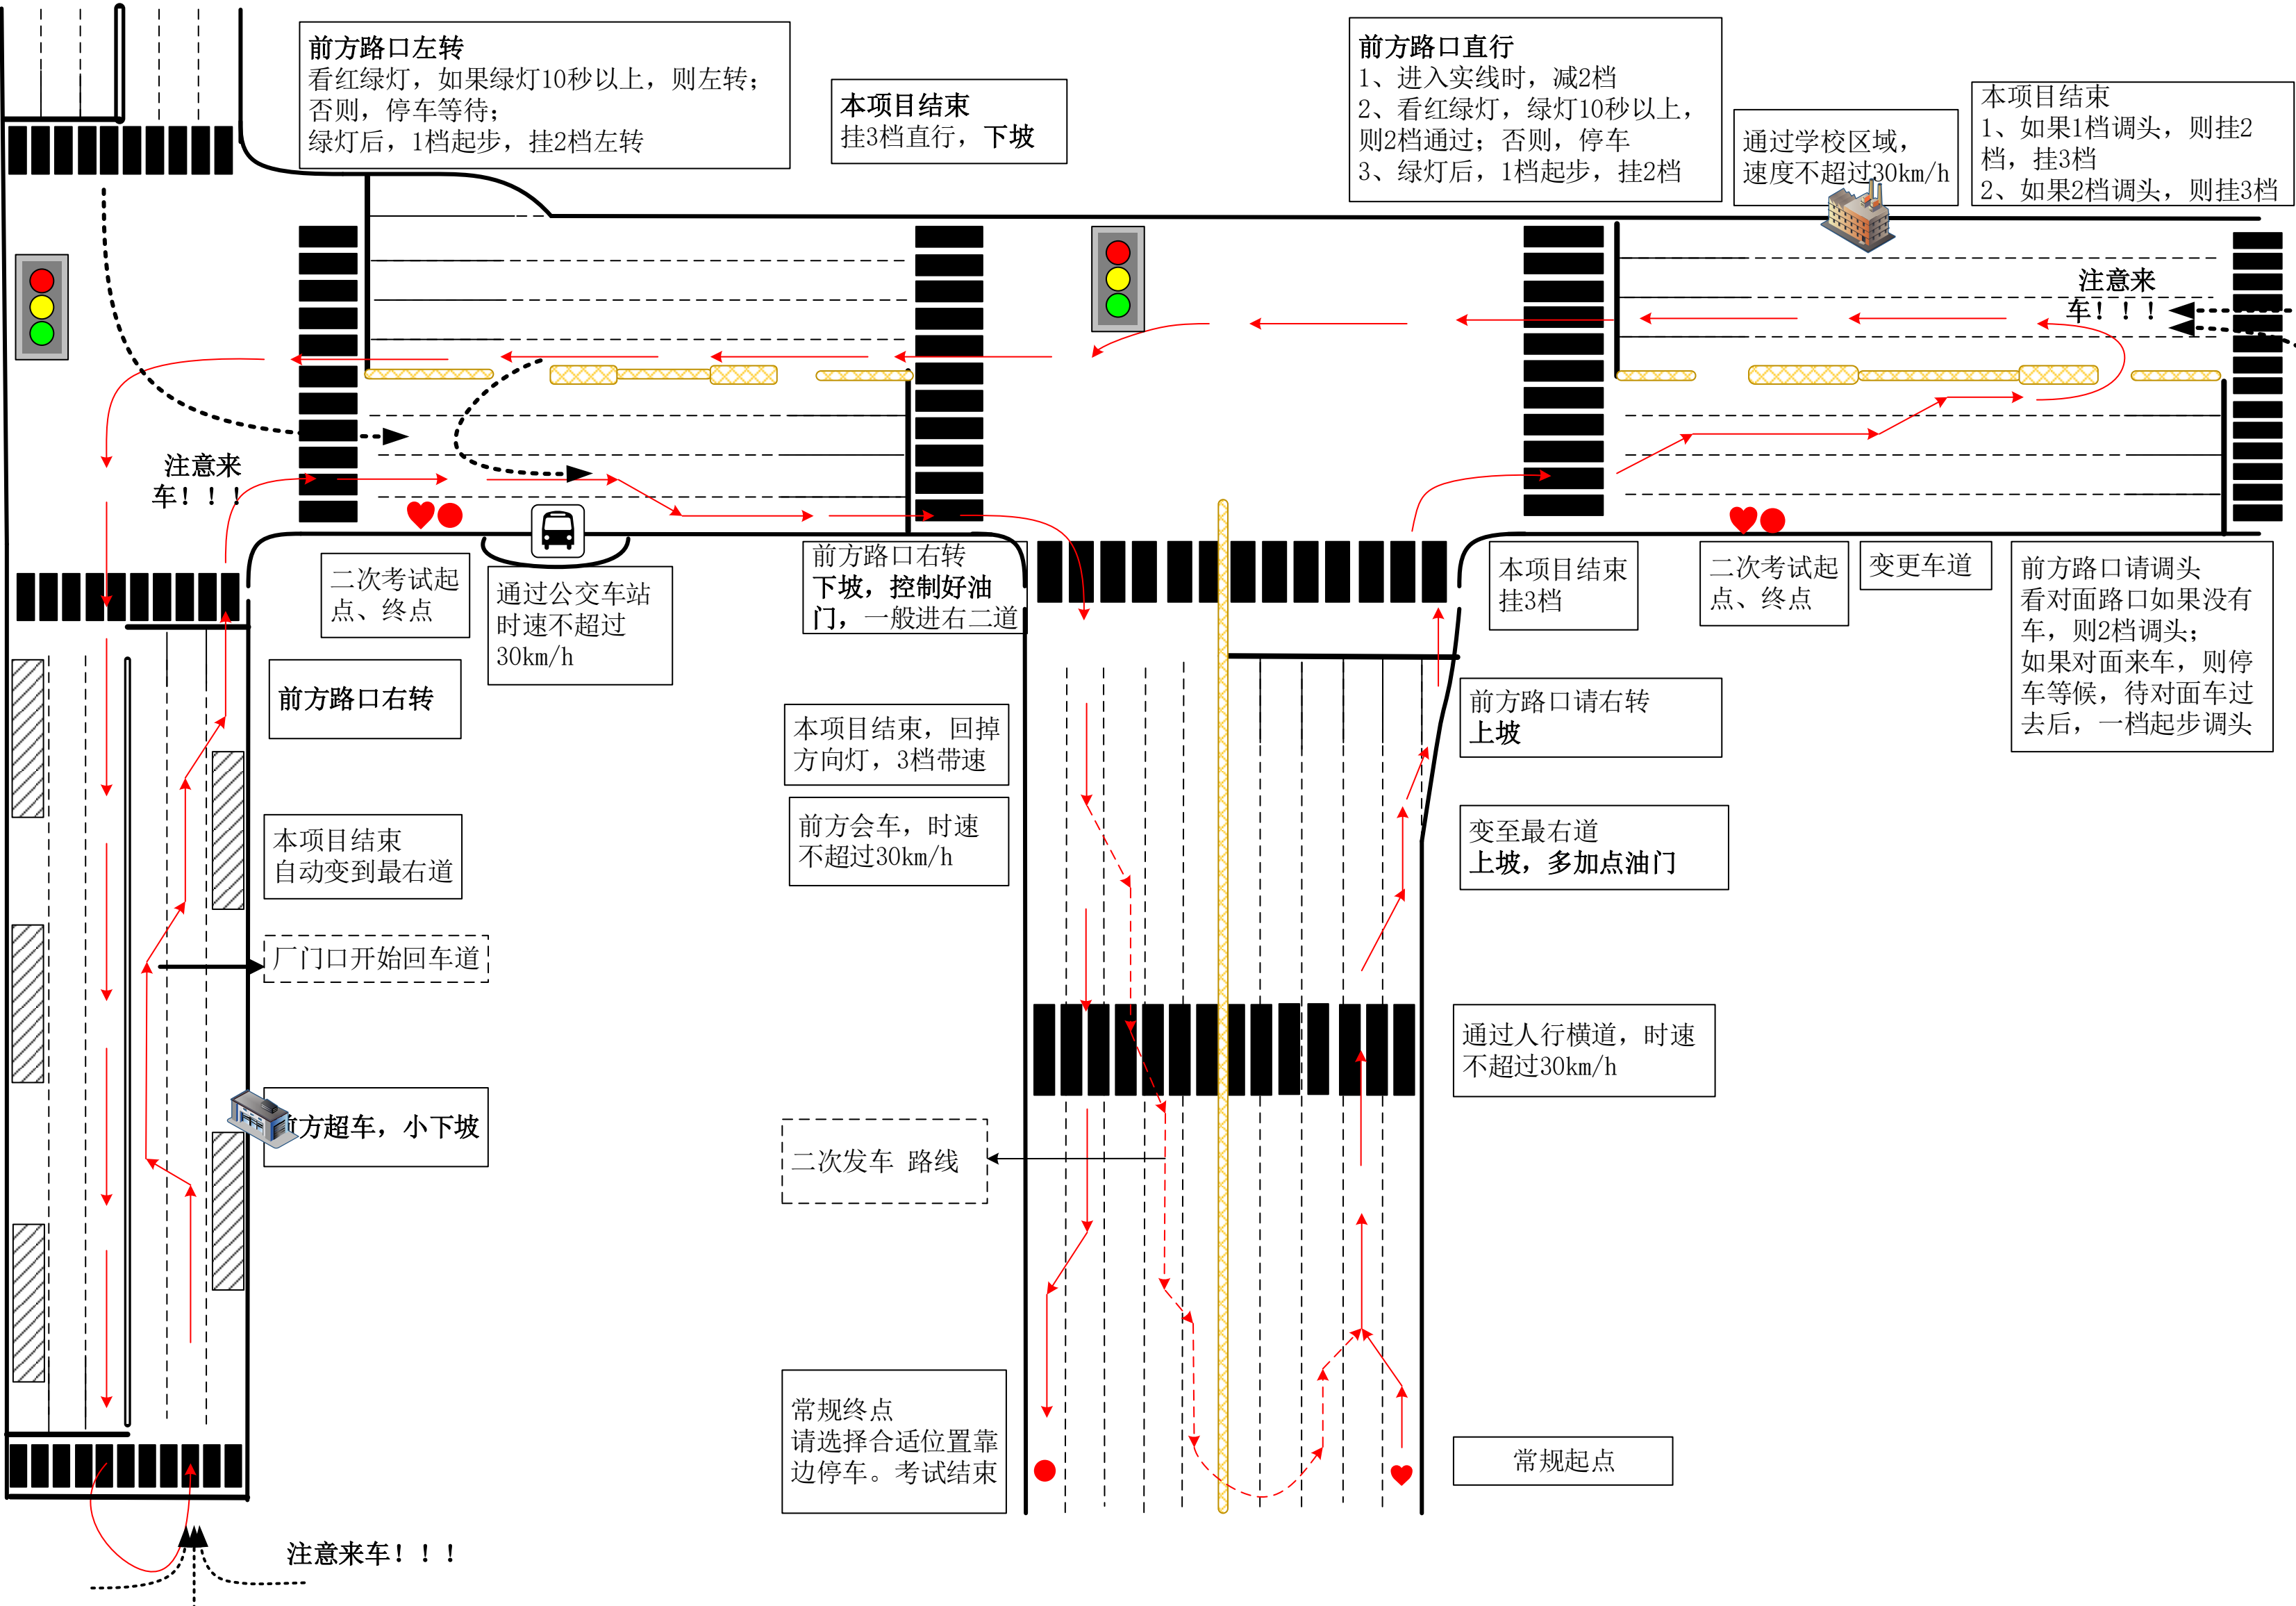 前方路口左转
看红绿灯，如果绿灯10秒以上，则左转；
否则，停车等待；
绿灯后，1档起步，挂2档左转
本项目结束
挂3档直行，下坡
前方路口直行
1、进入实线时，减2档
2、看红绿灯，绿灯10秒以上，
则2档通过；否则，停车
3、绿灯后，1档起步，挂2档
通过学校区域，
速度不超过30km/h
本项目结束
1、如果1档调头，则挂2
档，挂3档
2、如果2档调头，则挂3档
注意来
车！！！
注意来
车！！！
二次考试起
点、终点
通过公交车站
时速不超过
30km/h
前方路口右转
下坡，控制好油
门，一般进右二道
本项目结束
挂3档
二次考试起
点、终点
变更车道
前方路口请调头
看对面路口如果没有
车，则2档调头；
如果对面来车，则停
车等候，待对面车过
去后，一档起步调头
前方路口右转
本项目结束，回掉
方向灯，3档带速
前方路口请右转
上坡
本项目结束
自动变到最右道
前方会车，时速
不超过30km/h
变至最右道
上坡，多加点油门
厂门口开始回车道
通过人行横道，时速
不超过30km/h
前方超车，小下坡
二次发车 路线
常规终点
请选择合适位置靠
边停车。考试结束
常规起点
注意来车！！！